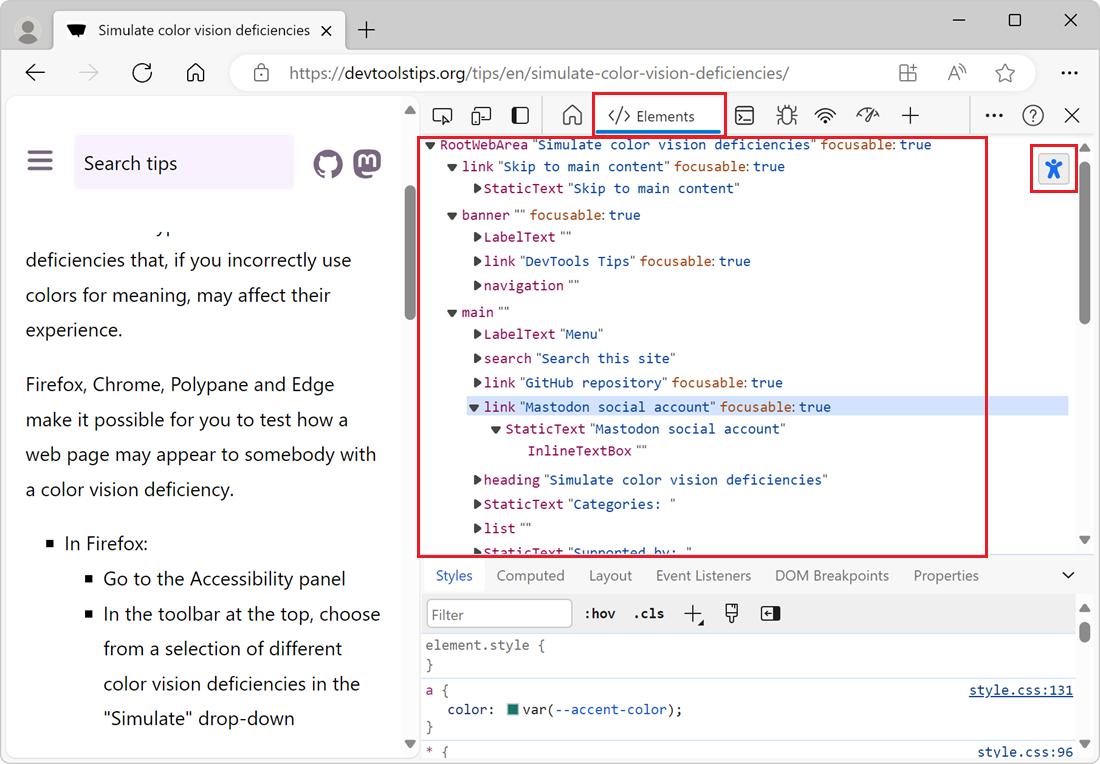 Simulate color vision deficiencies
https://devtoolstips.org/tips/en/simulate-color-vision-deficiencies/
Search tips
deficiencies that, if you incorrectly use
colors for meaning, may affect their
experience.
Firefox, Chrome, Polypane and Edge
make it possible for you to test how a
web page may appear to somebody with
a color vision deficiency.
In Firefox:
Go to the Accessibility panel
In the toolbar at the top, choose
from a selection of different
color vision deficiencies in the
"Simulate" drop-down
</> Elements
RootWebArea "Simulate color vision deficiencies" focusable: true
link "Skip to main content" focusable: true
StaticText "Skip to main content"
banner "" focusable: true
LabelText ""
link "DevTools Tips" focusable: true
navigation ""
main ""
LabelText "Menu"
search "Search this site"
link "GitHub repository" focusable: true
link "Mastodon social account" focusable: true
StaticText "Mastodon social account"
InlineTextBox ""
heading "Simulate color vision deficiencies"
StaticText "Categories: "
list ""
StaticText "Supported by: "
Styles Computed Layout Event Listeners DOM Breakpoints Properties
Filter :hov .cls
element.style {
}
a { style.css:131
color: var(--accent-color);
}
* { style.css:96